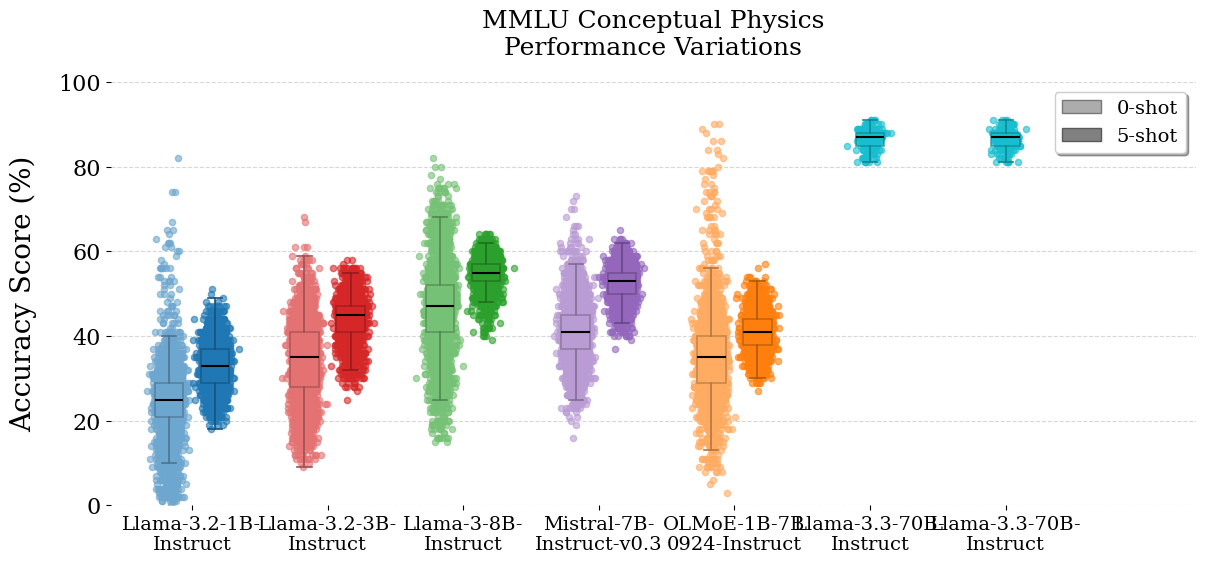 MMLU Conceptual Physics
Performance Variations
Accuracy Score (%)
100
80
60
40
20
0
0-shot
5-shot
Llama-3.2-1B-
Instruct
Llama-3.2-3B-
Instruct
Llama-3-8B-
Instruct
Mistral-7B-
Instruct-v0.3
OLMoE-1B-7B-
0924-Instruct
Llama-3.3-70B-
Instruct
Llama-3.3-70B-
Instruct